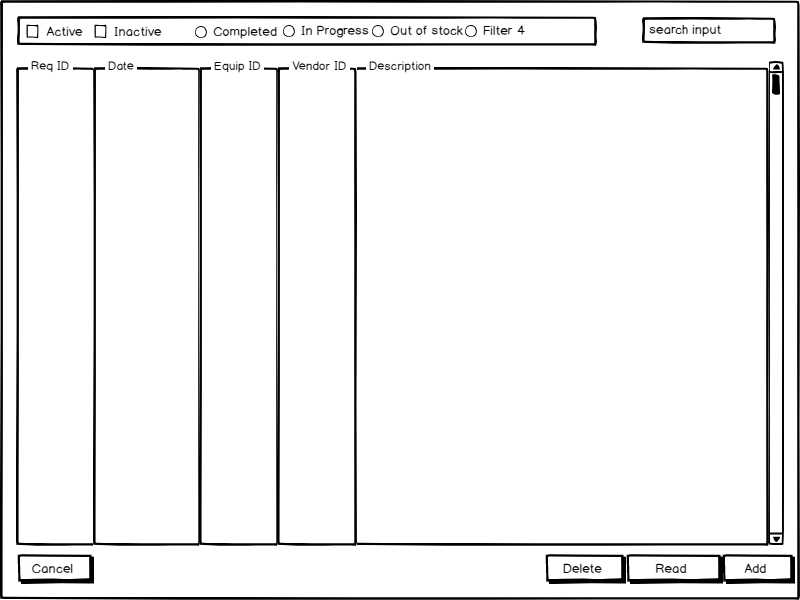 Active Inactive Completed In Progress Out of stock Filter 4
search input
Req ID Date Equip ID Vendor ID Description
Cancel Delete Read Add